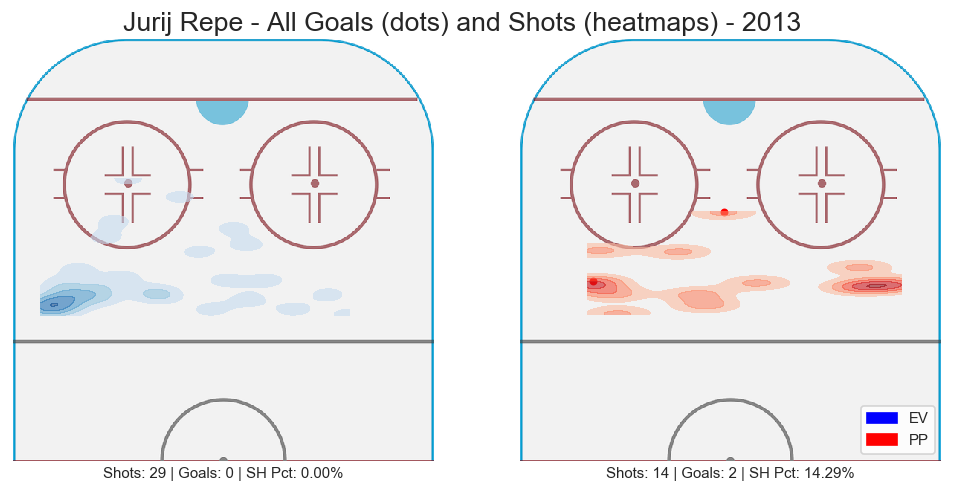 Jurij Repe - All Goals (dots) and Shots (heatmaps) - 2013
EV
PP
Shots: 29 | Goals: 0 | SH Pct: 0.00%
Shots: 14 | Goals: 2 | SH Pct: 14.29%